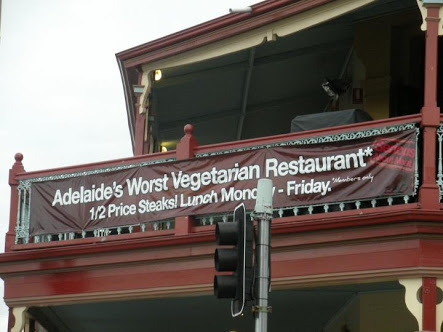 Adelaide's Worst Vegetarian Restaurant*
1/2 Price Steaks! Lunch Monday - Friday.
*Members only